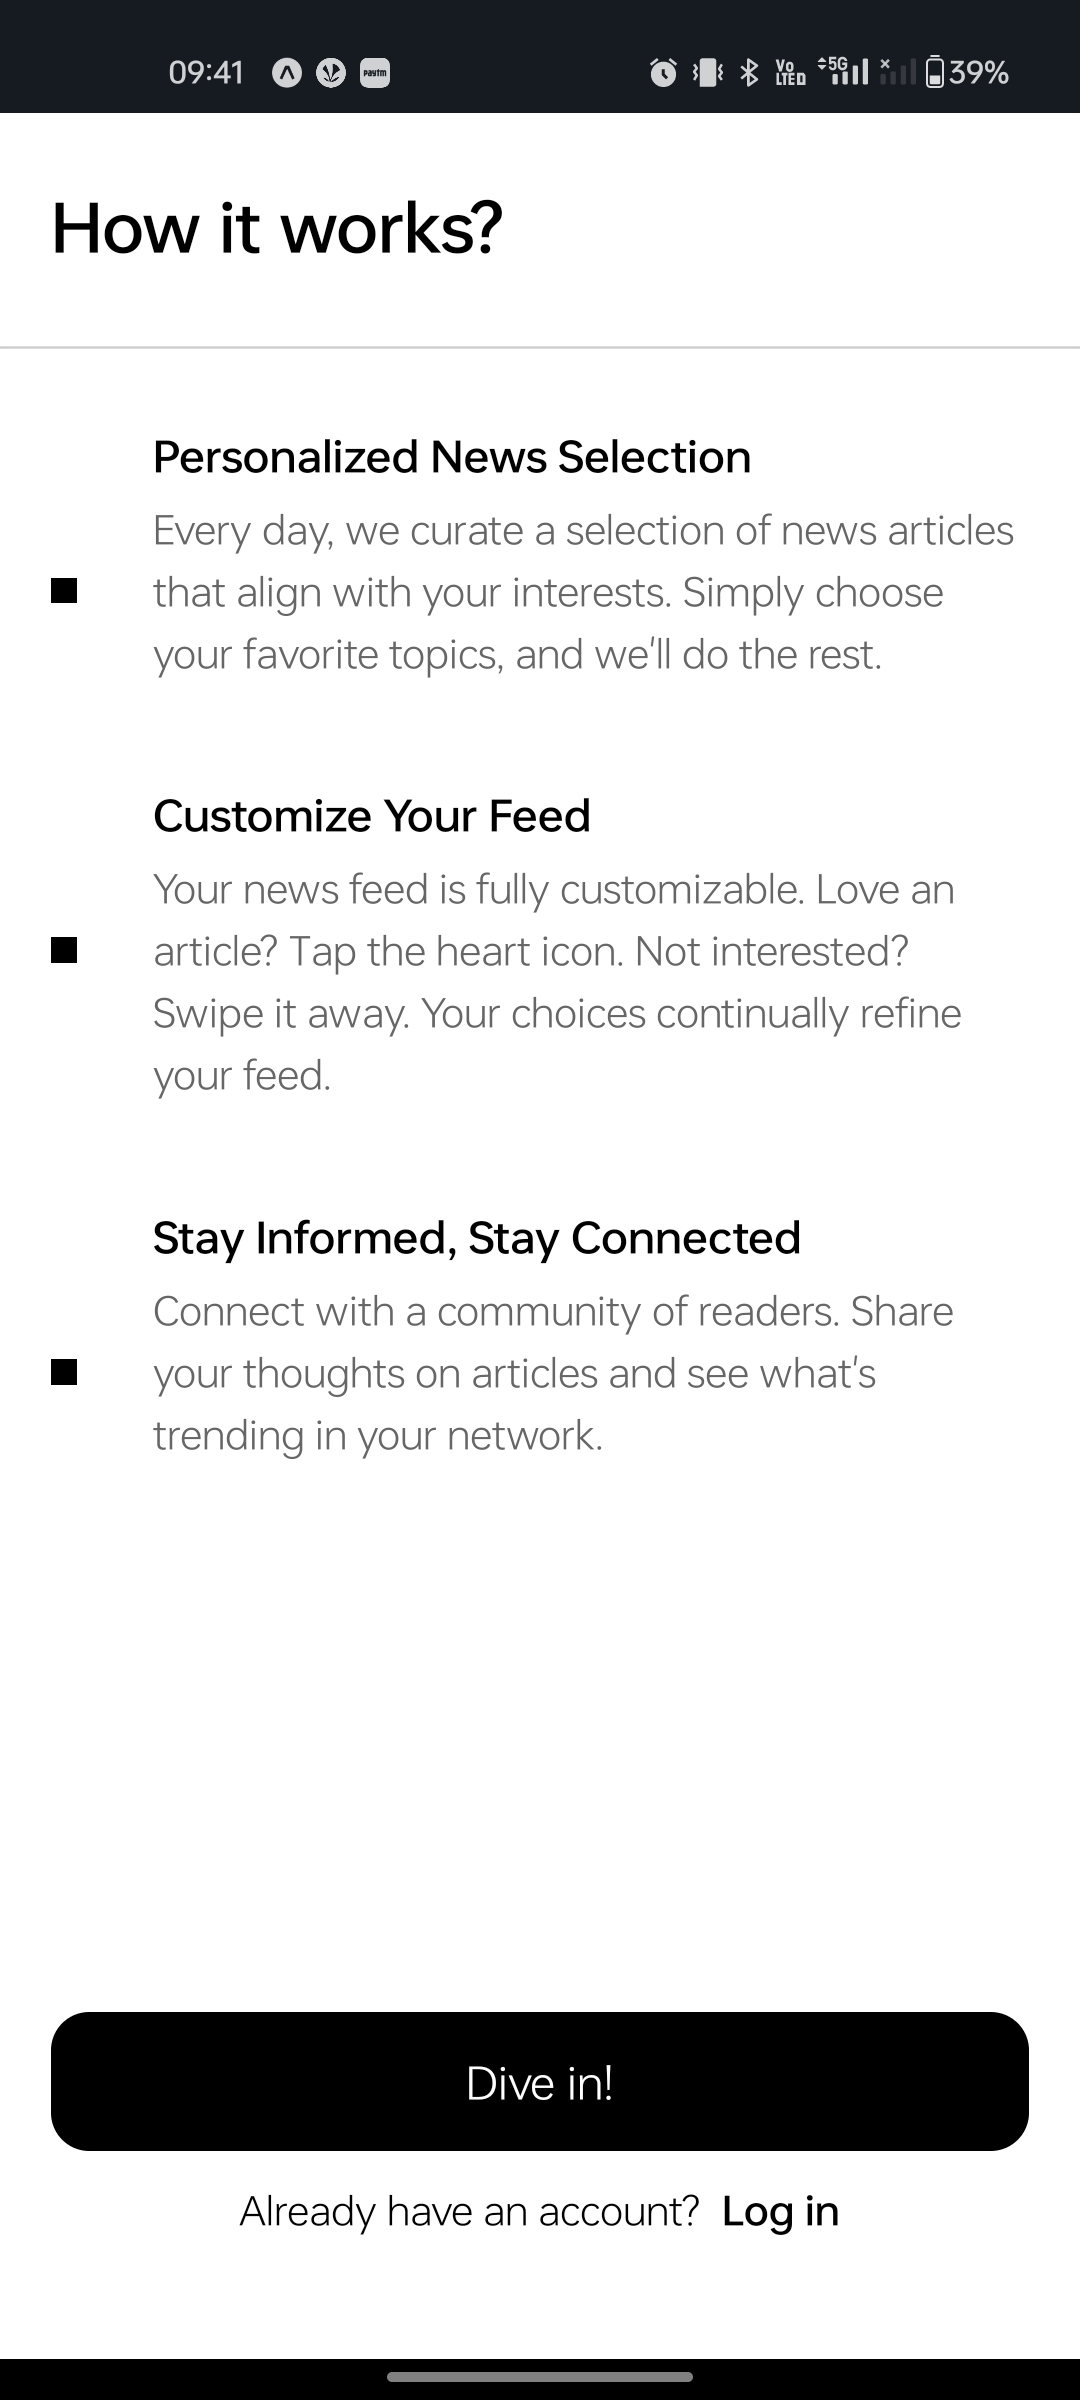 09:41 paytm Vo LTED 5G 39%
How it works?
Personalized News Selection
Every day, we curate a selection of news articles
that align with your interests. Simply choose
your favorite topics, and we'll do the rest.
Customize Your Feed
Your news feed is fully customizable. Love an
article? Tap the heart icon. Not interested?
Swipe it away. Your choices continually refine
your feed.
Stay Informed, Stay Connected
Connect with a community of readers. Share
your thoughts on articles and see what's
trending in your network.
Dive in!
Already have an account? Log in